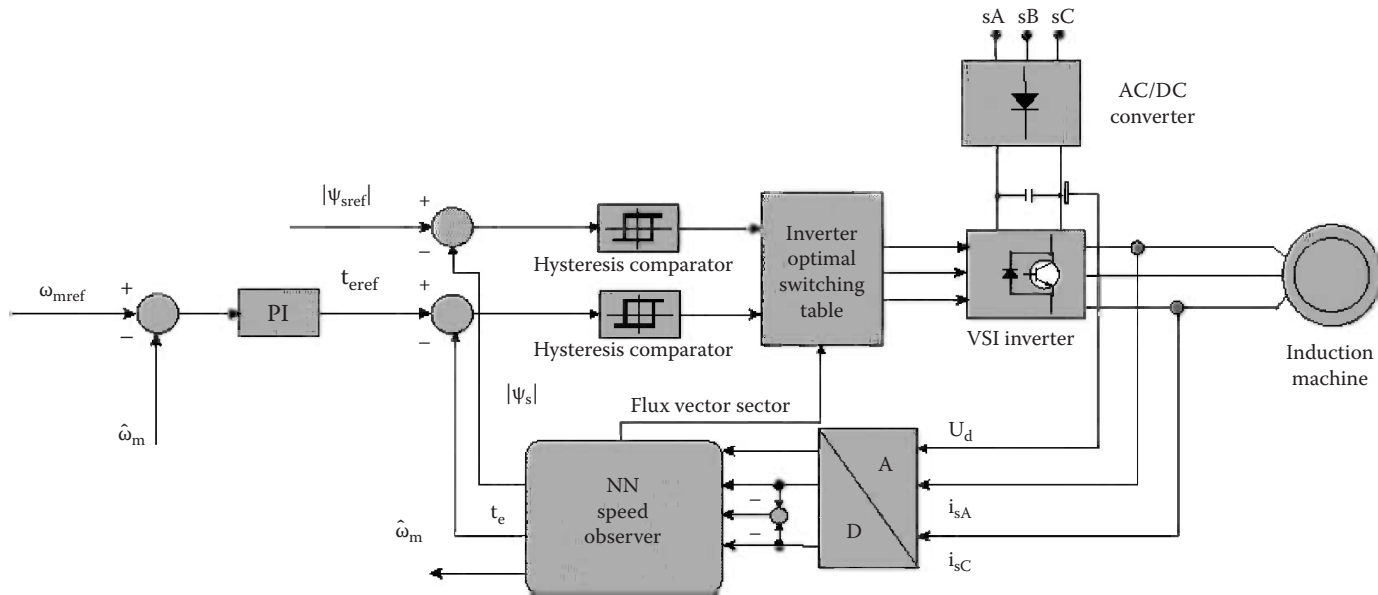 sA sB sC
AC/DC
converter
|ψsref|
+
−
Hysteresis comparator
Inverter
optimal
switching
table
VSI inverter
Induction
machine
ωmref
+
−
PI
teref
+
−
Hysteresis comparator
ω̂m
|ψs|
Flux vector sector
Ud
A
D
isA
isC
NN
speed
observer
−
−
te
ω̂m